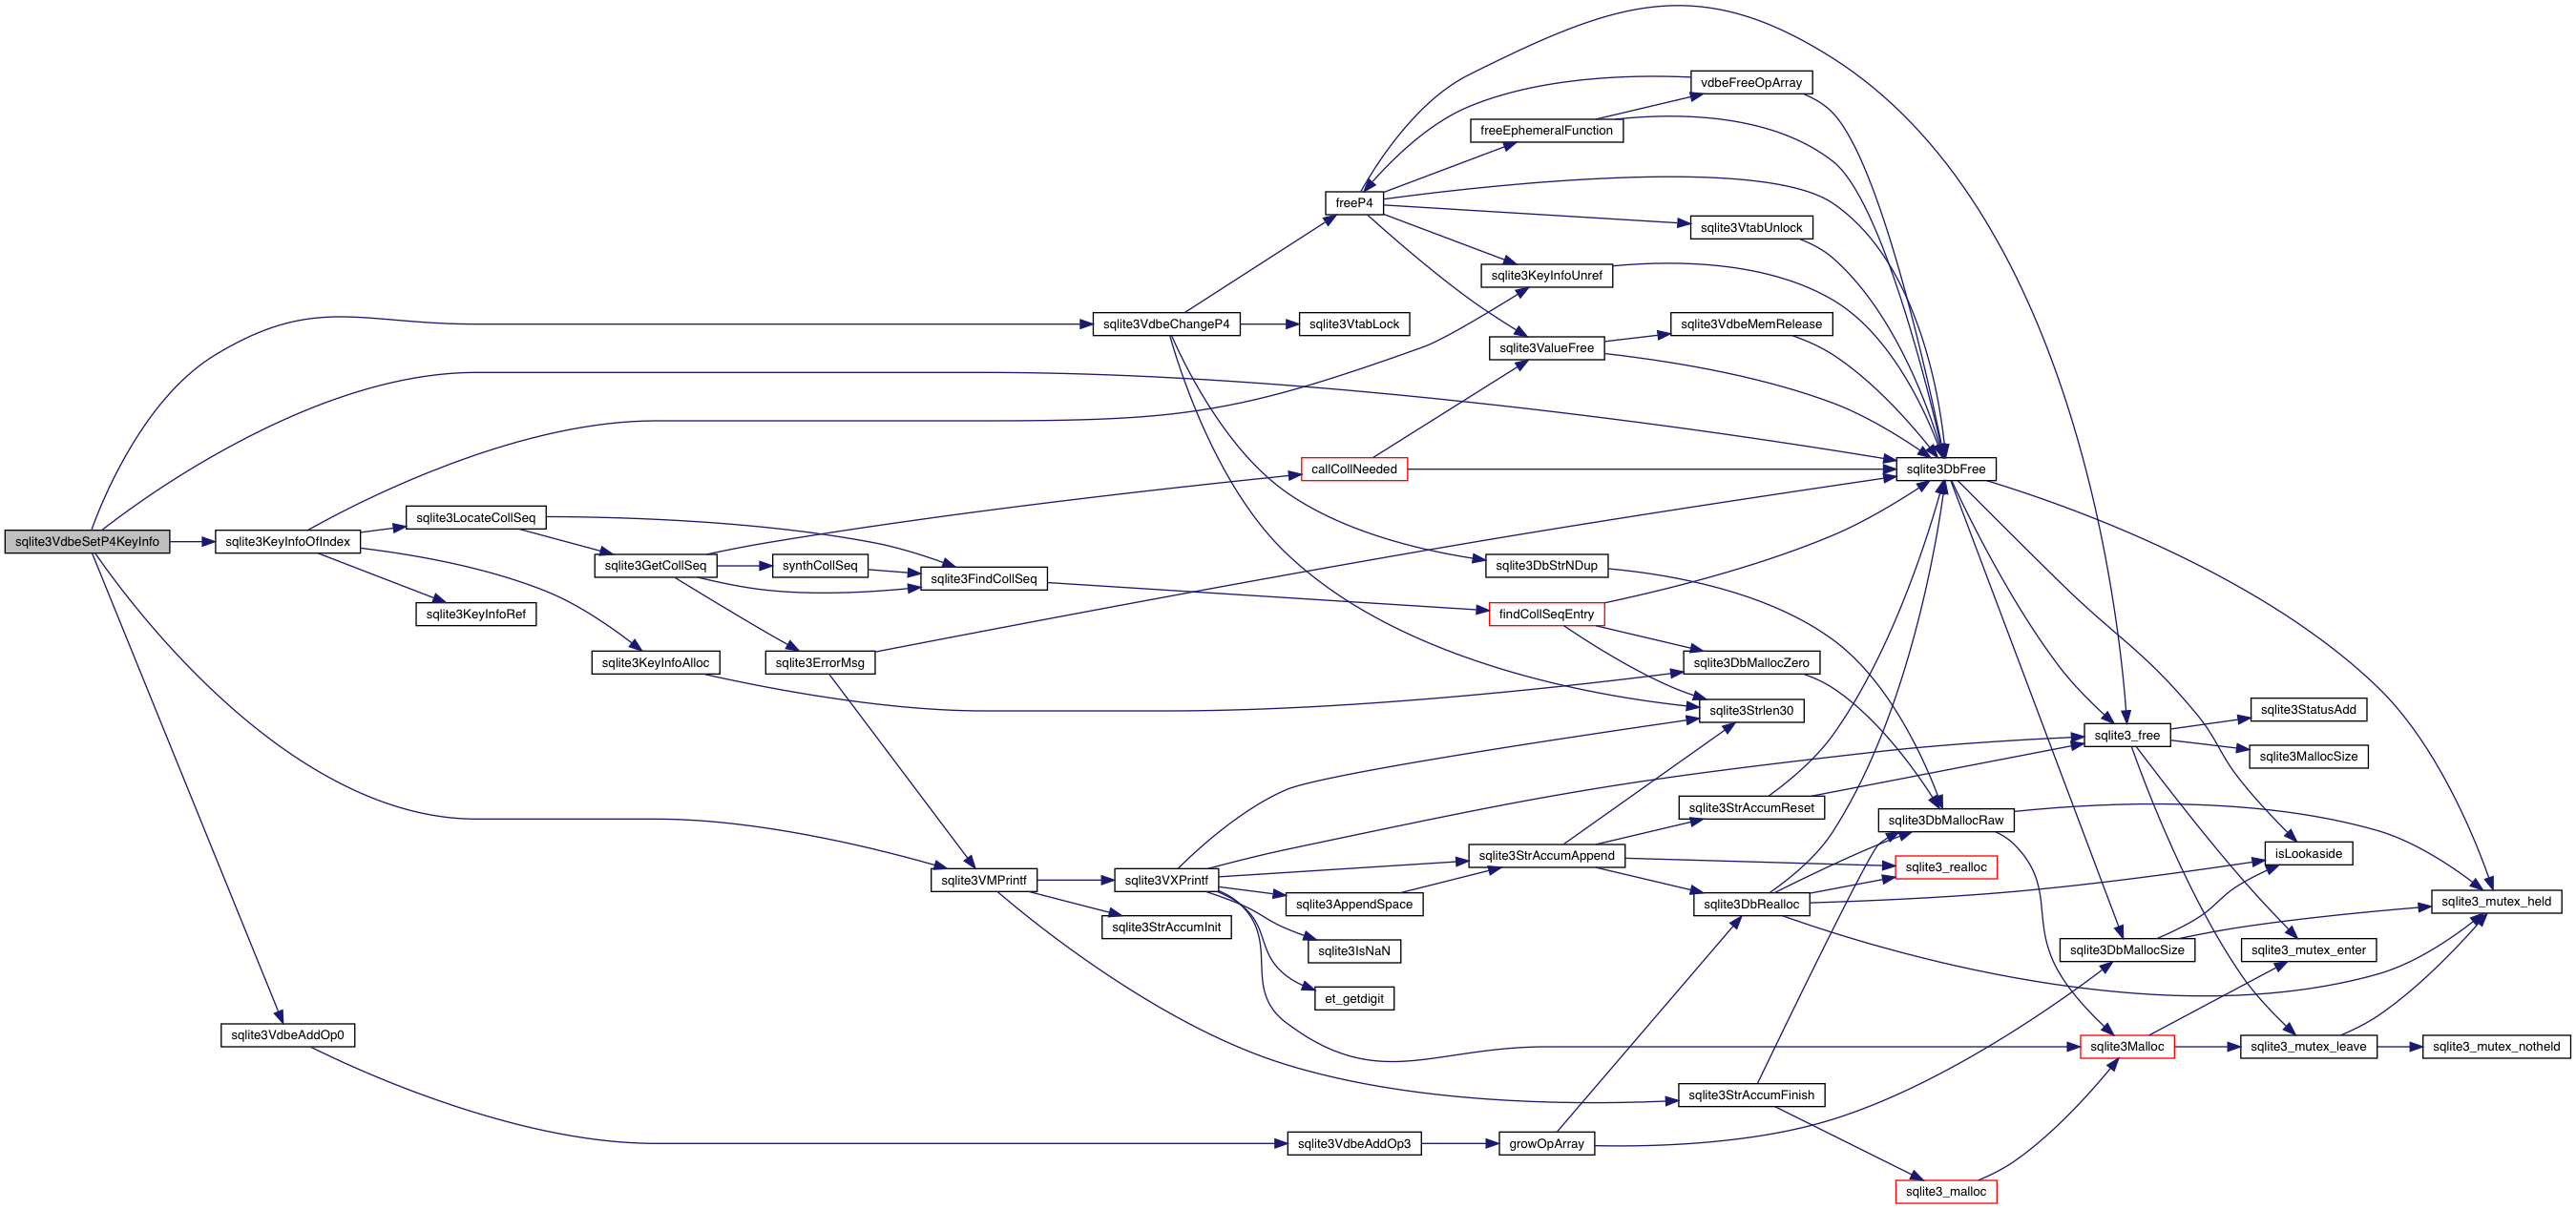 vdbeFreeOpArray
freeEphemeralFunction
freeP4
sqlite3VtabUnlock
sqlite3KeyInfoUnref
sqlite3VdbeChangeP4
sqlite3VtabLock
sqlite3VdbeMemRelease
sqlite3ValueFree
callCollNeeded
sqlite3DbFree
sqlite3LocateCollSeq
sqlite3VdbeSetP4KeyInfo
sqlite3KeyInfoOfIndex
sqlite3GetCollSeq
synthCollSeq
sqlite3FindCollSeq
sqlite3DbStrNDup
sqlite3KeyInfoRef
findCollSeqEntry
sqlite3KeyInfoAlloc
sqlite3ErrorMsg
sqlite3DbMallocZero
sqlite3Strlen30
sqlite3StatusAdd
sqlite3_free
sqlite3MallocSize
sqlite3StrAccumReset
sqlite3DbMallocRaw
sqlite3StrAccumAppend
isLookaside
sqlite3_realloc
sqlite3VMPrintf
sqlite3VXPrintf
sqlite3AppendSpace
sqlite3DbRealloc
sqlite3_mutex_held
sqlite3StrAccumInit
sqlite3IsNaN
sqlite3DbMallocSize
sqlite3_mutex_enter
et_getdigit
sqlite3VdbeAddOp0
sqlite3Malloc
sqlite3_mutex_leave
sqlite3_mutex_notheld
sqlite3StrAccumFinish
sqlite3VdbeAddOp3
growOpArray
sqlite3_malloc